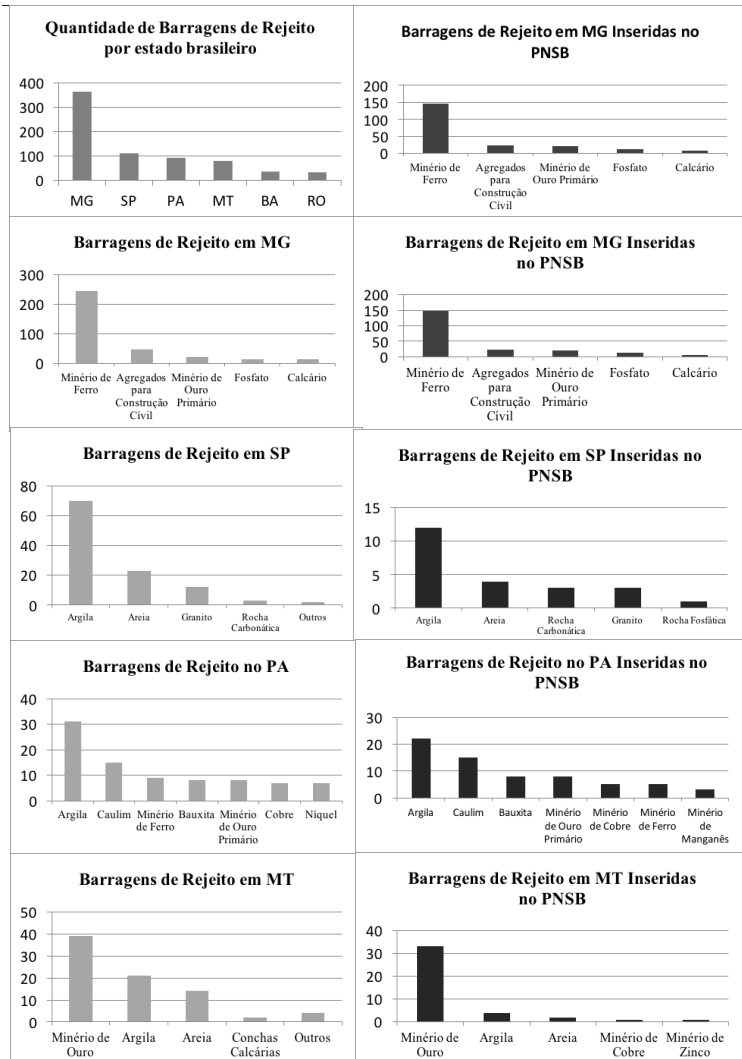 Quantidade de Barragens de Rejeito
por estado brasileiro
400
300
200
100
0
MG SP PA MT BA RO
Barragens de Rejeito em MG Inseridas no
PNSB
200
150
100
50
0
Minério de
Ferro
Agregados
para
Construção
Cívil
Minério de
Ouro Primário
Fosfato
Calcário
Barragens de Rejeito em MG
300
200
100
0
Minério de
Ferro
Agregados
para
Construção
Cívil
Minério de
Ouro
Primário
Fosfato
Calcário
Barragens de Rejeito em MG Inseridas
no PNSB
200
150
100
50
0
Minério de
Ferro
Agregados
para
Construção
Cívil
Minério de
Ouro
Primário
Fosfato
Calcário
Barragens de Rejeito em SP
80
60
40
20
0
Argila
Areia
Granito
Rocha
Carbonática
Outros
Barragens de Rejeito em SP Inseridas no
PNSB
15
10
5
0
Argila
Areia
Rocha
Carbonática
Granito
Rocha Fosfática
Barragens de Rejeito no PA
40
30
20
10
0
Argila
Caulim
Minério
de Ferro
Bauxita
Minério
de Ouro
Primário
Cobre
Níquel
Barragens de Rejeito no PA Inseridas no
PNSB
30
20
10
0
Argila
Caulim
Bauxita
Minério
de Ouro
Primário
Minério
de Cobre
Minério
de Ferro
Minério
de
Manganês
Barragens de Rejeito em MT
50
40
30
20
10
0
Minério de
Ouro
Argila
Areia
Conchas
Calcárias
Outros
Barragens de Rejeito em MT Inseridas
no PNSB
40
30
20
10
0
Minério de
Ouro
Argila
Areia
Minério de
Cobre
Minério de
Zinco